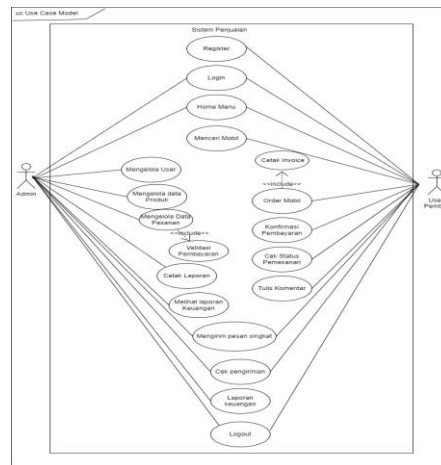 uc Use Case Model
Sistem Penjualan
Register
Login
Home Menu
Mencari Mobil
Cetak Invoice
Mengelola User
<<include>>
Admin
Mengelola data
Produk
Order Mobil
User
Pemb
Mengelola Data
Pesanan
Konfirmasi
Pembayaran
<<include>>
Validasi
Pembayaran
Cek Status
Pemesanan
Cetak Laporan
Tulis Komentar
Melihat laporan
Keuangan
Mengirim pesan singkat
Cek pengiriman
Laporan
keuangan
Logout